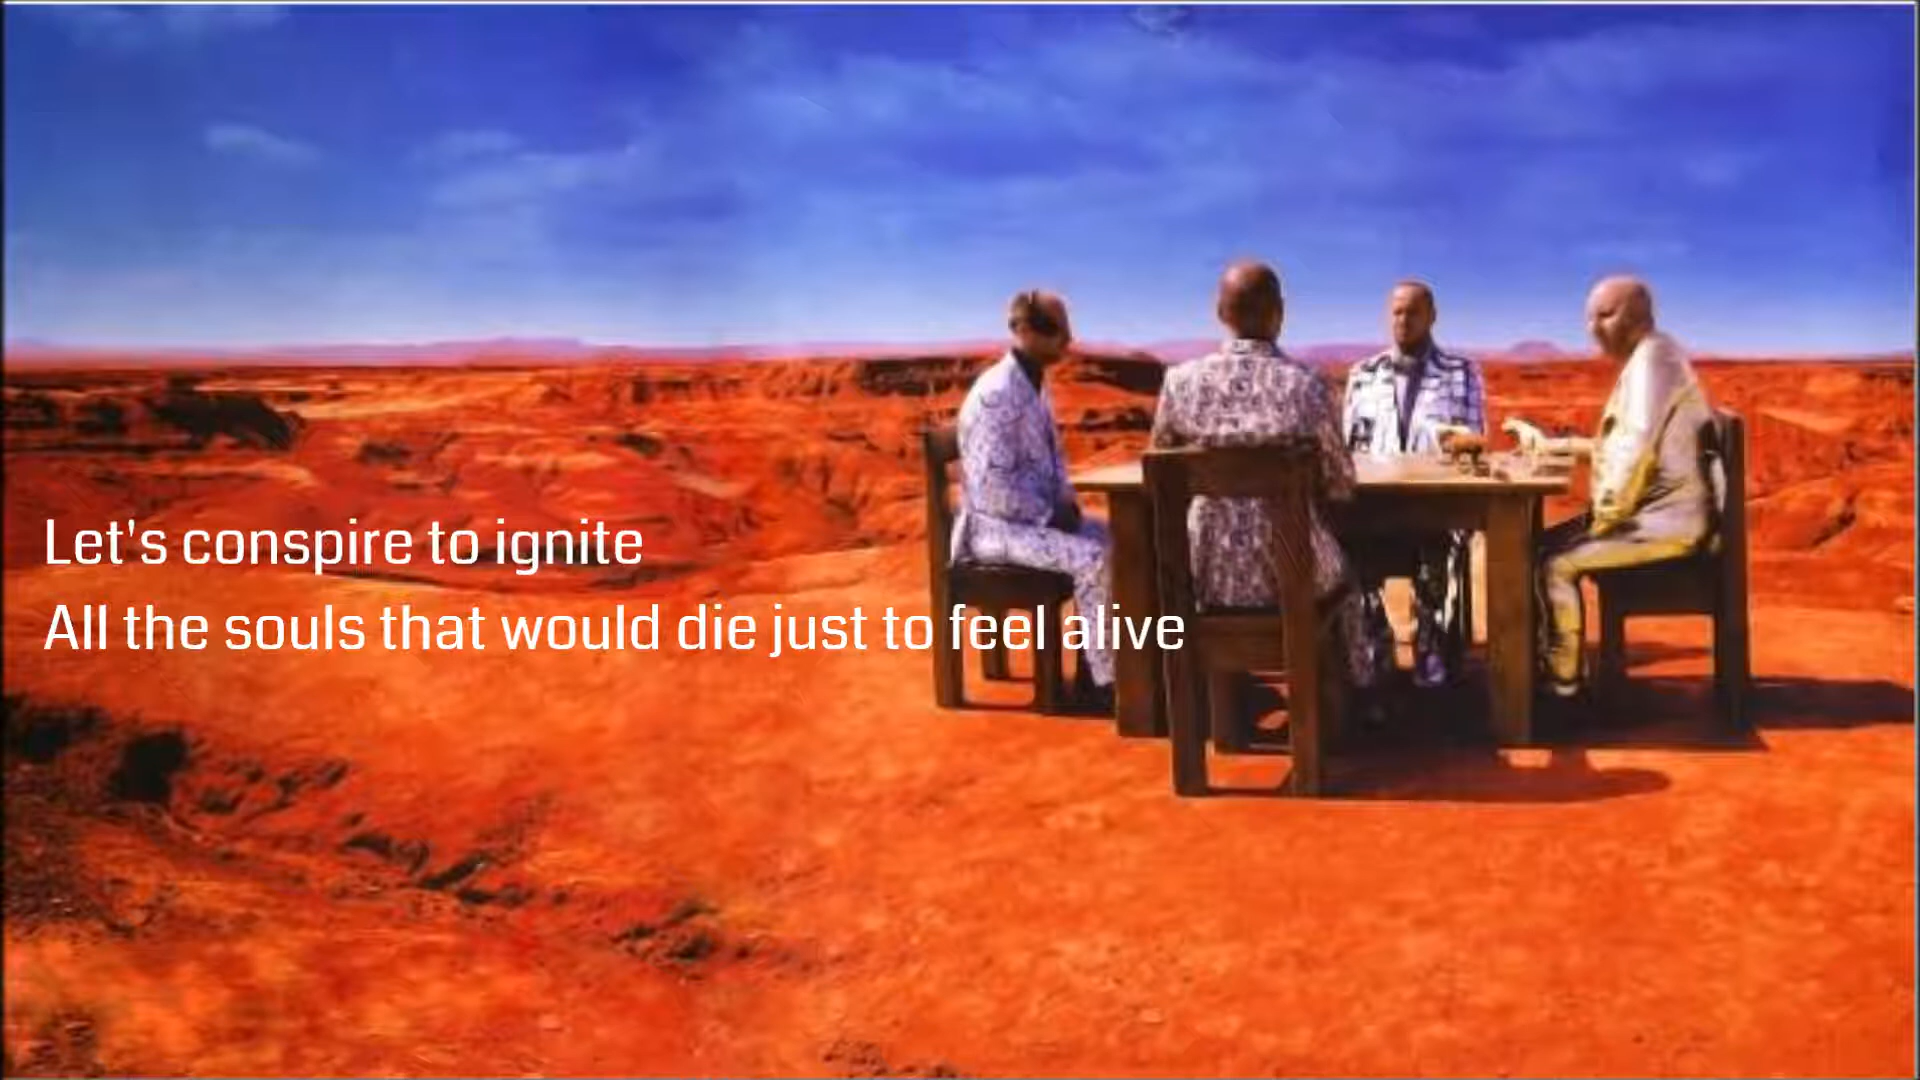 Let's conspire to ignite
All the souls that would die just to feel alive